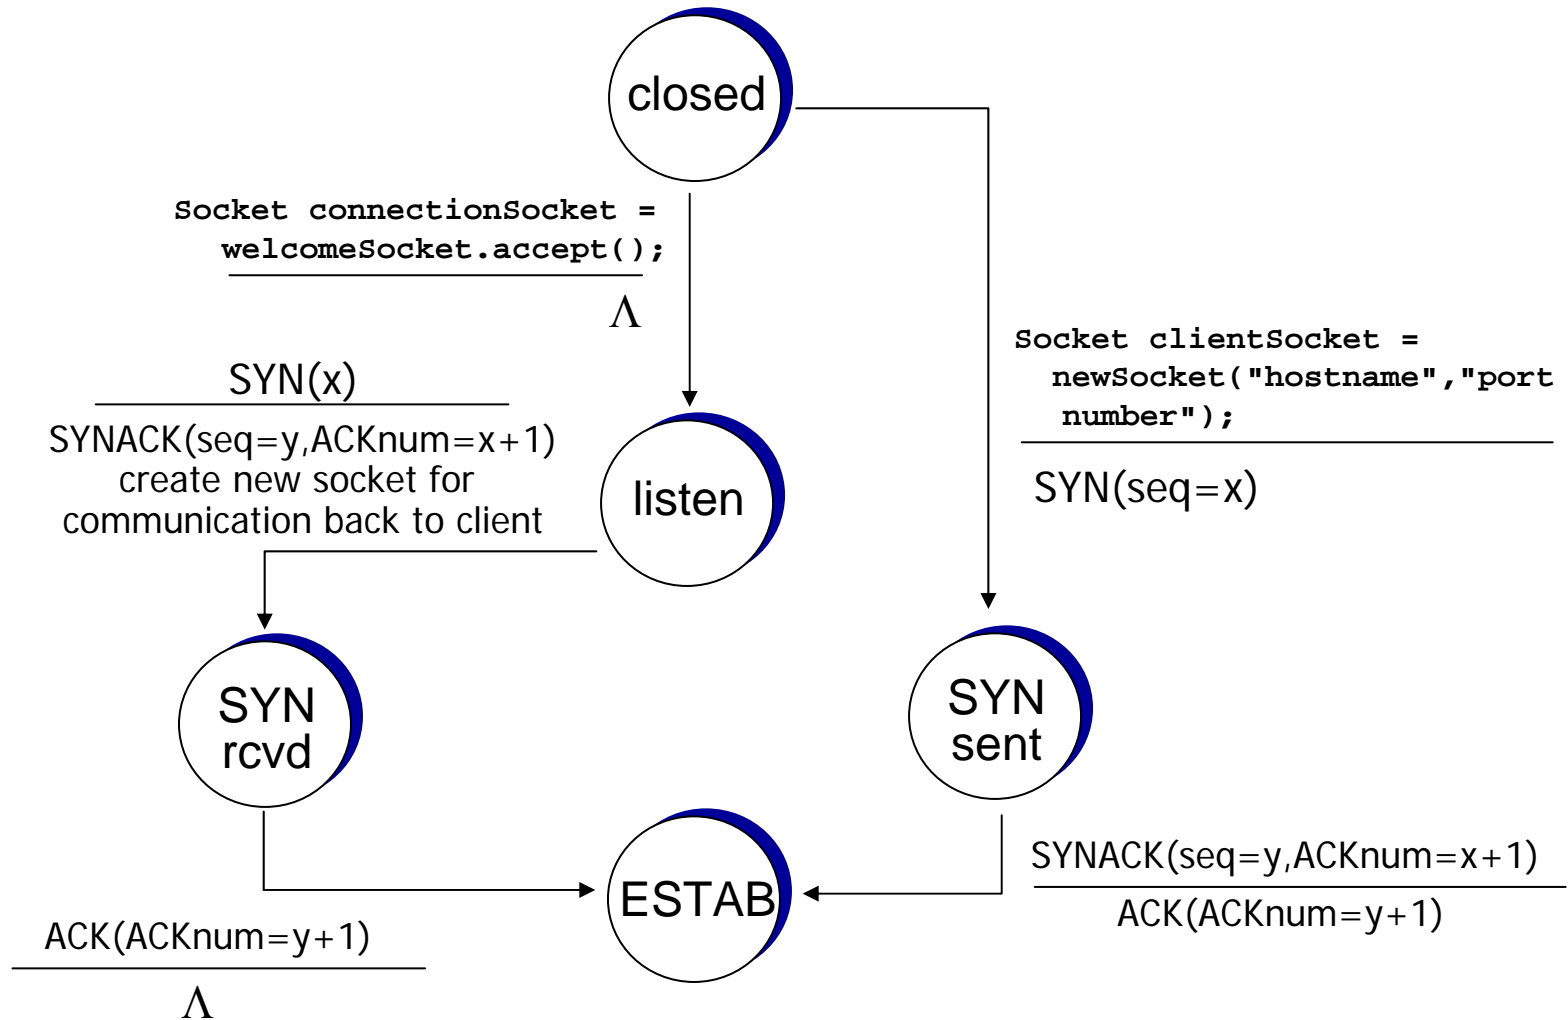 closed
Socket connectionSocket =
welcomeSocket.accept();
Λ
Socket clientSocket =
newSocket("hostname","port
number");
SYN(seq=x)
SYN(x)
SYNACK(seq=y,ACKnum=x+1)
create new socket for
communication back to client
listen
SYN
rcvd
SYN
sent
ESTAB
SYNACK(seq=y,ACKnum=x+1)
ACK(ACKnum=y+1)
ACK(ACKnum=y+1)
Λ